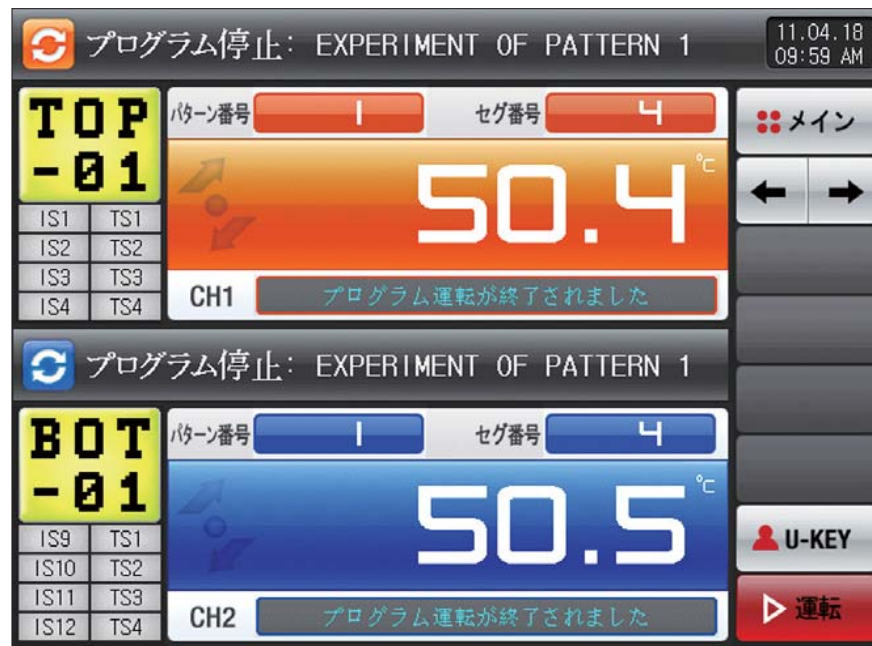 プログラム停止: EXPERIMENT OF PATTERN 1
11.04.18
09:59 AM
TOP
-01
パターン番号 1 セグ番号 4
50.4 ℃
IS1 TS1
IS2 TS2
IS3 TS3
IS4 TS4
CH1 プログラム運転が終了されました
メイン
← →
プログラム停止: EXPERIMENT OF PATTERN 1
BOT
-01
パターン番号 1 セグ番号 4
50.5 ℃
IS9 TS1
IS10 TS2
IS11 TS3
IS12 TS4
CH2 プログラム運転が終了されました
U-KEY
運転